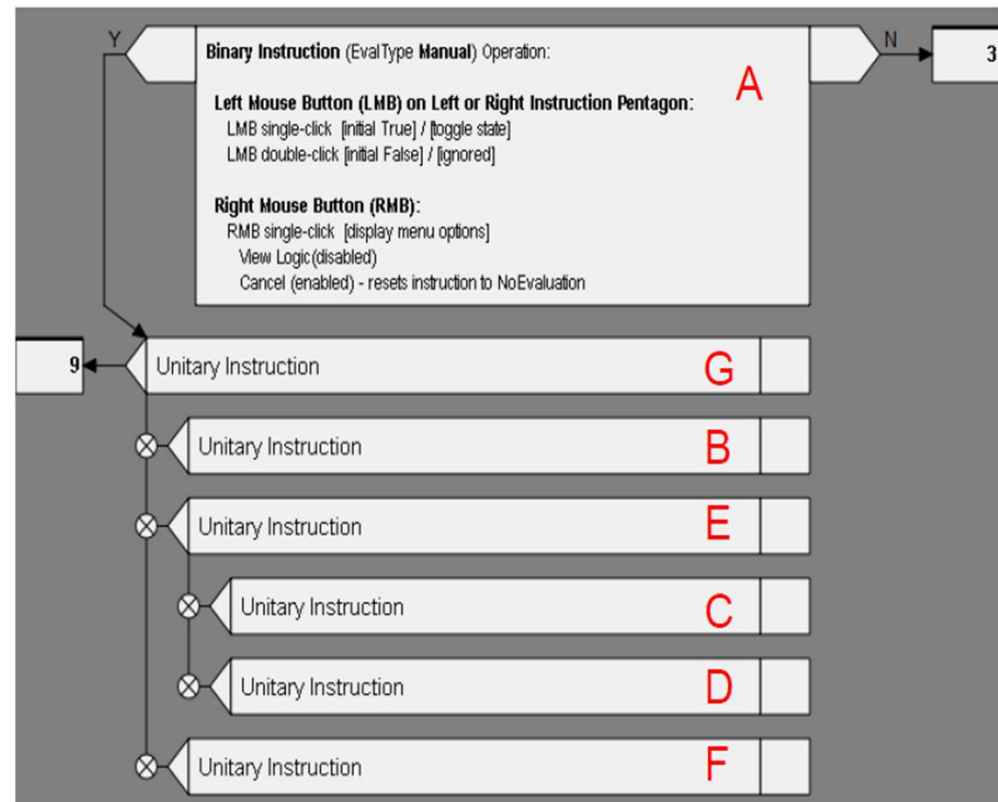 Y
N
Binary Instruction (EvalType Manual) Operation:
3
A
Left Mouse Button (LMB) on Left or Right Instruction Pentagon:
LMB single-click [initial True] / [toggle state]
LMB double-click [initial False] / [ignored]
Right Mouse Button (RMB):
RMB single-click [display menu options]
View Logic(disabled)
Cancel (enabled) - resets instruction to NoEvaluation
9
Unitary Instruction G
Unitary Instruction B
Unitary Instruction E
Unitary Instruction C
Unitary Instruction D
Unitary Instruction F